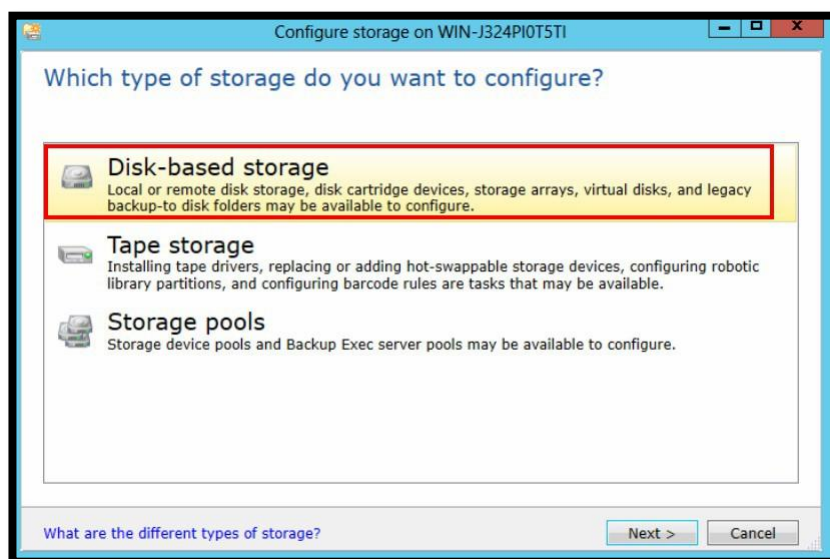 Configure storage on WIN-J324PI0T5TI
Which type of storage do you want to configure?
Disk-based storage
Local or remote disk storage, disk cartridge devices, storage arrays, virtual disks, and legacy
backup-to disk folders may be available to configure.
Tape storage
Installing tape drivers, replacing or adding hot-swappable storage devices, configuring robotic
library partitions, and configuring barcode rules are tasks that may be available.
Storage pools
Storage device pools and Backup Exec server pools may be available to configure.
What are the different types of storage?
Next >
Cancel